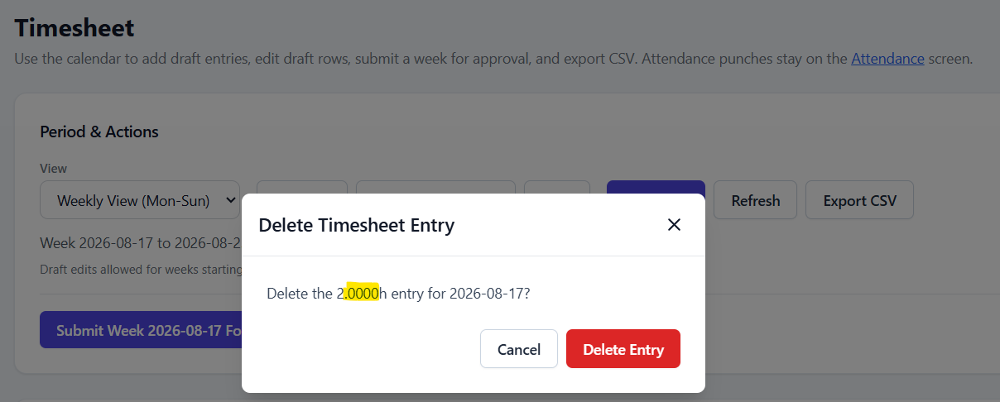 Timesheet
Use the calendar to add draft entries, edit draft rows, submit a week for approval, and export CSV. Attendance punches stay on the Attendance screen.
Period & Actions
View
Weekly View (Mon-Sun)
Refresh
Export CSV
Delete Timesheet Entry
Week 2026-08-17 to 2026-08-2
Draft edits allowed for weeks starting
Delete the 2.0000h entry for 2026-08-17?
Submit Week 2026-08-17 Fo
Cancel
Delete Entry